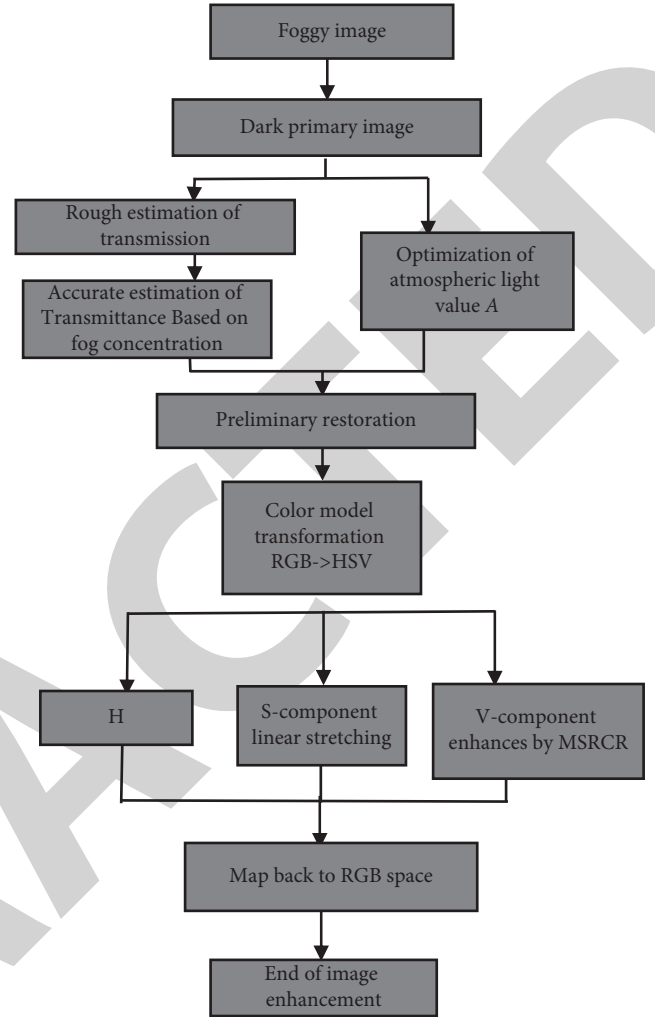 Foggy image
Dark primary image
Rough estimation of
transmission
Accurate estimation of
Transmittance Based on
fog concentration
Optimization of
atmospheric light
value A
Preliminary restoration
Color model
transformation
RGB->HSV
H
S-component
linear stretching
V-component
enhances by MSRCR
Map back to RGB space
End of image
enhancement
ACTED